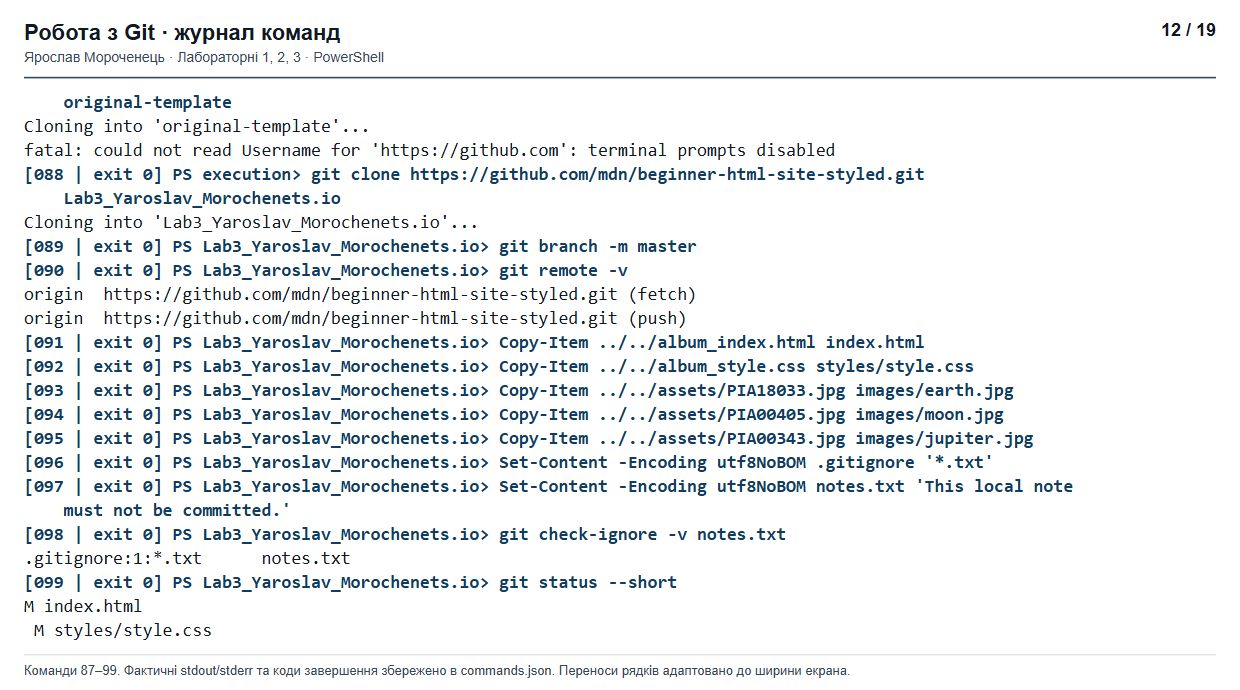 Робота з Git · журнал команд
12 / 19
Ярослав Мороченець · Лабораторні 1, 2, 3 · PowerShell
original-template
Cloning into 'original-template'...
fatal: could not read Username for 'https://github.com': terminal prompts disabled
[088 | exit 0] PS execution> git clone https://github.com/mdn/beginner-html-site-styled.git
Lab3_Yaroslav_Morochenets.io
Cloning into 'Lab3_Yaroslav_Morochenets.io'...
[089 | exit 0] PS Lab3_Yaroslav_Morochenets.io> git branch -m master
[090 | exit 0] PS Lab3_Yaroslav_Morochenets.io> git remote -v
origin  https://github.com/mdn/beginner-html-site-styled.git (fetch)
origin  https://github.com/mdn/beginner-html-site-styled.git (push)
[091 | exit 0] PS Lab3_Yaroslav_Morochenets.io> Copy-Item ../../album_index.html index.html
[092 | exit 0] PS Lab3_Yaroslav_Morochenets.io> Copy-Item ../../album_style.css styles/style.css
[093 | exit 0] PS Lab3_Yaroslav_Morochenets.io> Copy-Item ../../assets/PIA18033.jpg images/earth.jpg
[094 | exit 0] PS Lab3_Yaroslav_Morochenets.io> Copy-Item ../../assets/PIA00405.jpg images/moon.jpg
[095 | exit 0] PS Lab3_Yaroslav_Morochenets.io> Copy-Item ../../assets/PIA00343.jpg images/jupiter.jpg
[096 | exit 0] PS Lab3_Yaroslav_Morochenets.io> Set-Content -Encoding utf8NoBOM .gitignore '*.txt'
[097 | exit 0] PS Lab3_Yaroslav_Morochenets.io> Set-Content -Encoding utf8NoBOM notes.txt 'This local note
must not be committed.'
[098 | exit 0] PS Lab3_Yaroslav_Morochenets.io> git check-ignore -v notes.txt
.gitignore:1:*.txt      notes.txt
[099 | exit 0] PS Lab3_Yaroslav_Morochenets.io> git status --short
M index.html
M styles/style.css
Команди 87–99. Фактичні stdout/stderr та коди завершення збережено в commands.json. Переноси рядків адаптовано до ширини екрана.